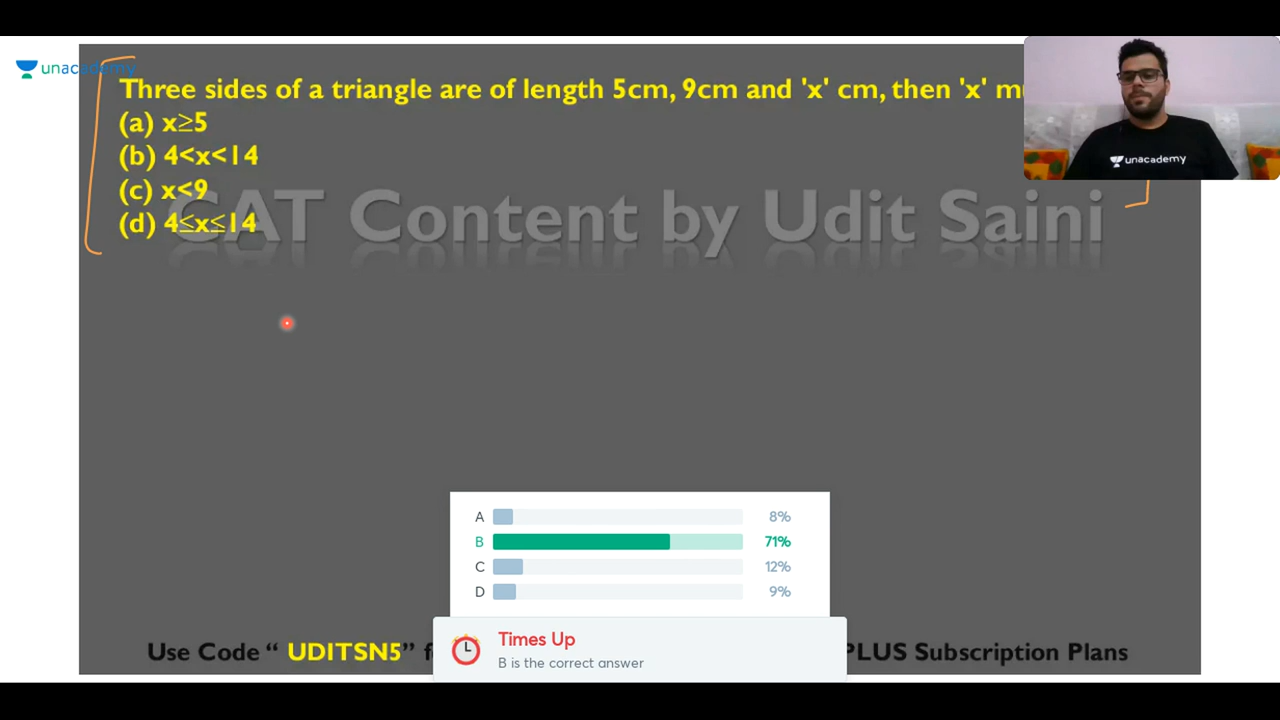 unacademy
Three sides of a triangle are of length 5cm, 9cm and 'x' cm, then 'x'
(a) x≥5
(b) 4<x<14
(c) x<9
(d) 4≤x≤14
CAT Content by Udit Saini
unacademy
A 8%
B 71%
C 12%
D 9%
Times Up
B is the correct answer
Use Code “ UDITSN5” PLUS Subscription Plans